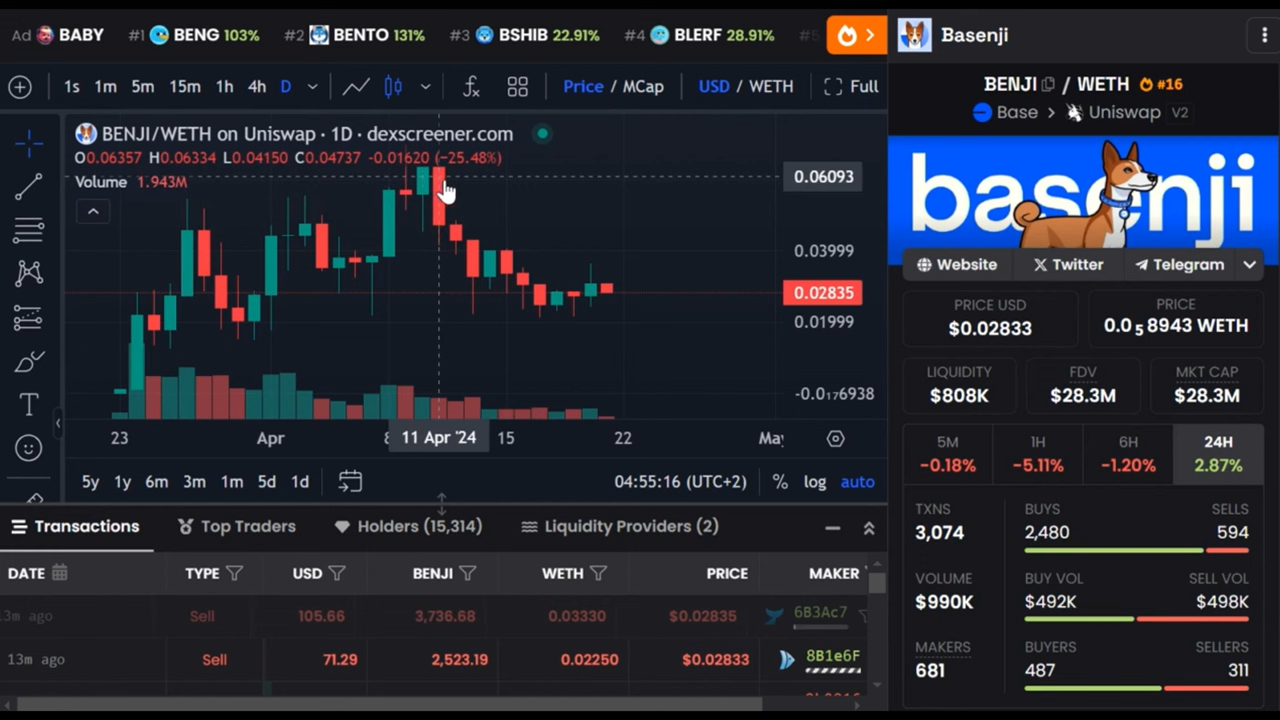 Ad BABY #1 BENG 103% #2 BENTO 131% #3 BSHIB 22.91% #4 BLERF 28.91% #5
1s 1m 5m 15m 1h 4h D Price / MCap USD / WETH Full
BENJI/WETH on Uniswap · 1D · dexscreener.com
O0.06357 H0.06334 L0.04150 C0.04737 -0.01620 (−25.48%)
Volume 1.943M
0.06093
0.03999
0.02835
0.01999
-0.0₁₇6938
23 Apr 8 11 Apr '24 15 22 May
5y 1y 6m 3m 1m 5d 1d 04:55:16 (UTC+2) % log auto
Transactions Top Traders Holders (15,314) Liquidity Providers (2)
DATE TYPE USD BENJI WETH PRICE MAKER
13m ago Sell 105.66 3,736.68 0.03330 $0.02835 6B3Ac7
13m ago Sell 71.29 2,523.19 0.02250 $0.02833 8B1e6F
Basenji
BENJI / WETH #16
Base > Uniswap V2
basenji
Website Twitter Telegram
PRICE USD
$0.02833
PRICE
0.0₅8943 WETH
LIQUIDITY
$808K
FDV
$28.3M
MKT CAP
$28.3M
5M
-0.18%
1H
-5.11%
6H
-1.20%
24H
2.87%
TXNS
3,074
BUYS SELLS
2,480 594
VOLUME
$990K
BUY VOL SELL VOL
$492K $498K
MAKERS
681
BUYERS SELLERS
487 311